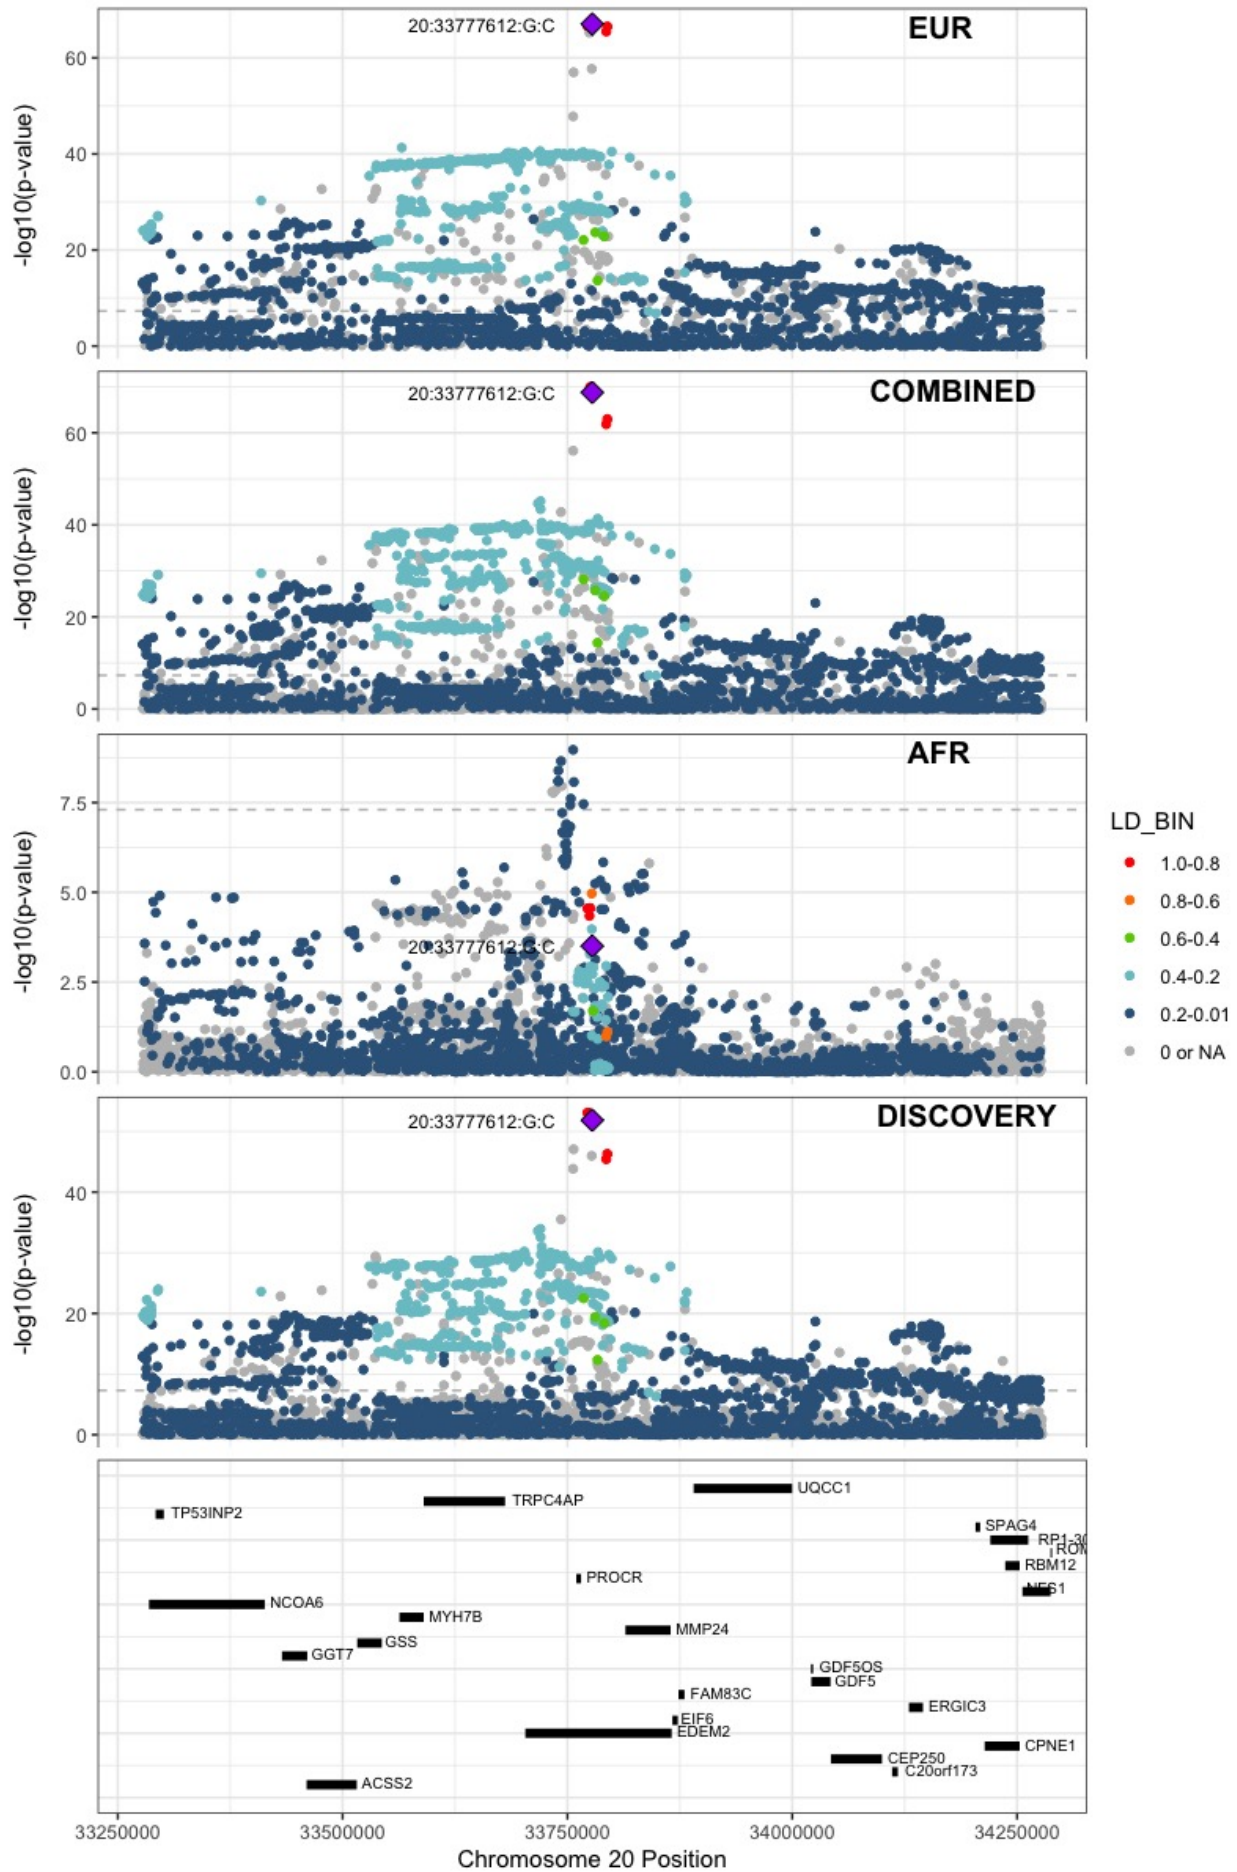 20:33777612:G:C
EUR
60
40
20
0
-log10(p-value)
20:33777612:G:C
COMBINED
60
40
20
0
-log10(p-value)
AFR
7.5
5.0
2.5
0.0
-log10(p-value)
20:33777612:G:C
LD_BIN
1.0-0.8
0.8-0.6
0.6-0.4
0.4-0.2
0.2-0.01
0 or NA
20:33777612:G:C
DISCOVERY
40
20
0
-log10(p-value)
UQCC1
TRPC4AP
TP53INP2
SPAG4
RP1-30
ROM
RBM12
PROCR
NFS1
NCOA6
MYH7B
MMP24
GSS
GGT7
GDF5OS
GDF5
FAM83C
ERGIC3
EIF6
EDEM2
CPNE1
CEP250
C20orf173
ACSS2
33250000 33500000 33750000 34000000 34250000
Chromosome 20 Position